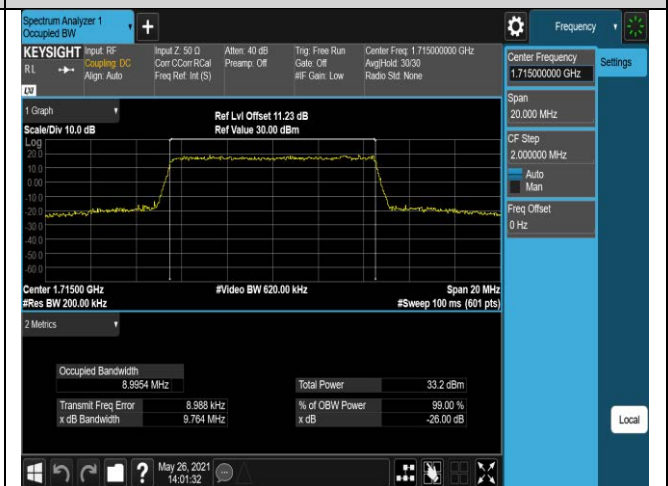 Spectrum Analyzer 1
Occupied BW
+
Frequency
KEYSIGHT
RL
LXI
Input: RF
Coupling: DC
Align: Auto
Input Z: 50 Ω
Corr CCorr RCal
Freq Ref: Int (S)
Atten: 40 dB
Preamp: Off
Trig: Free Run
Gate: Off
#IF Gain: Low
Center Freq: 1.715000000 GHz
Avg|Hold: 30/30
Radio Std: None
Center Frequency
1.715000000 GHz
Settings
Span
20.000 MHz
CF Step
2.000000 MHz
Auto
Man
Freq Offset
0 Hz
1 Graph
Scale/Div 10.0 dB
Ref Lvl Offset 11.23 dB
Ref Value 30.00 dBm
Log
20.0
10.0
0.00
-10.0
-20.0
-30.0
-40.0
-50.0
-60.0
Center 1.71500 GHz
#Video BW 620.00 kHz
Span 20 MHz
#Res BW 200.00 kHz
#Sweep 100 ms (601 pts)
2 Metrics
Occupied Bandwidth
8.9954 MHz
Total Power
33.2 dBm
Transmit Freq Error
8.988 kHz
% of OBW Power
99.00 %
x dB Bandwidth
9.764 MHz
x dB
-26.00 dB
Local
?
May 26, 2021
14:01:32